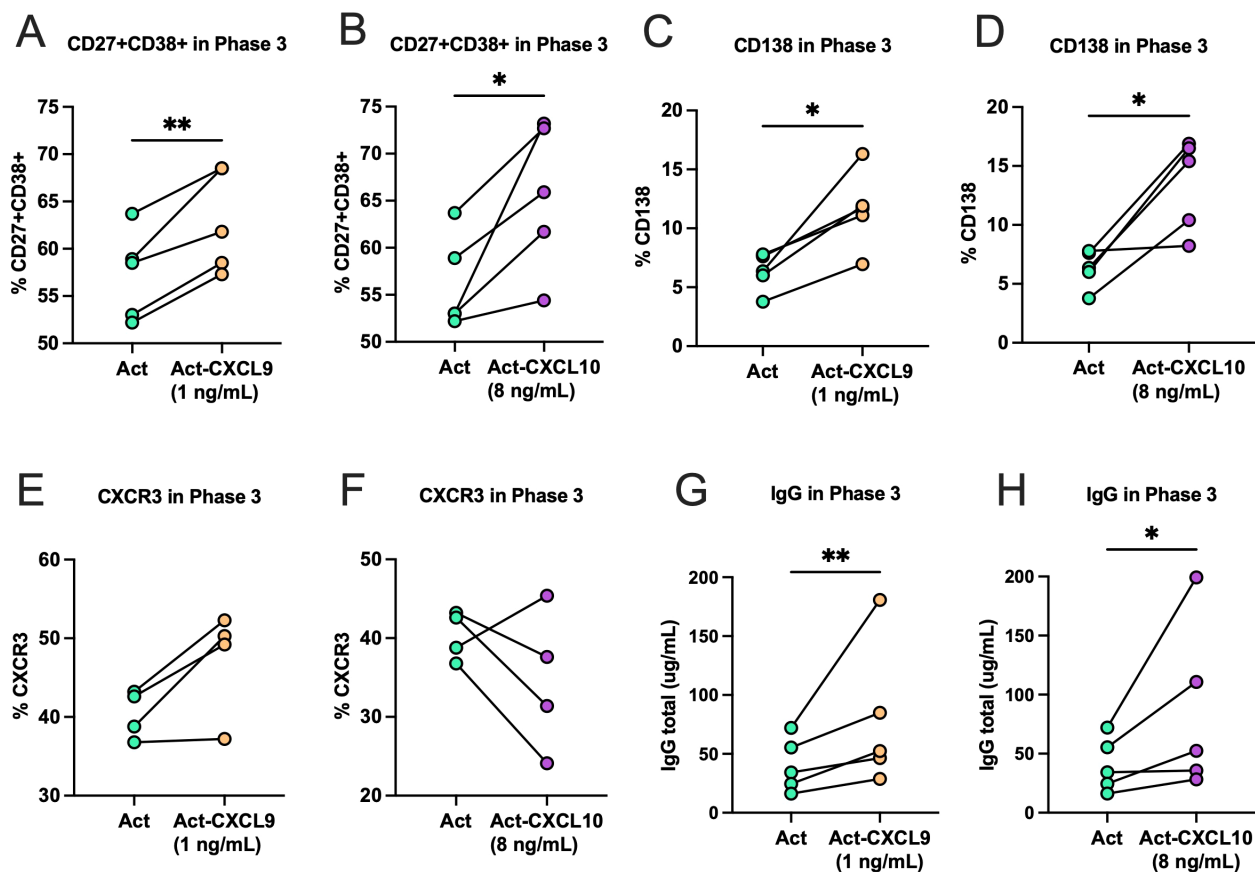 A
CD27+CD38+ in Phase 3
**
% CD27+CD38+
75
70
65
60
55
50
Act
Act-CXCL9
(1 ng/mL)
B
CD27+CD38+ in Phase 3
*
% CD27+CD38+
75
70
65
60
55
50
Act
Act-CXCL10
(8 ng/mL)
C
CD138 in Phase 3
*
% CD138
20
15
10
5
0
Act
Act-CXCL9
(1 ng/mL)
D
CD138 in Phase 3
*
% CD138
20
15
10
5
0
Act
Act-CXCL10
(8 ng/mL)
E
CXCR3 in Phase 3
% CXCR3
60
50
40
30
Act
Act-CXCL9
(1 ng/mL)
F
CXCR3 in Phase 3
% CXCR3
50
40
30
20
Act
Act-CXCL10
(8 ng/mL)
G
IgG in Phase 3
**
IgG total (ug/mL)
200
150
100
50
0
Act
Act-CXCL9
(1 ng/mL)
H
IgG in Phase 3
*
IgG total (ug/mL)
200
150
100
50
0
Act
Act-CXCL10
(8 ng/mL)